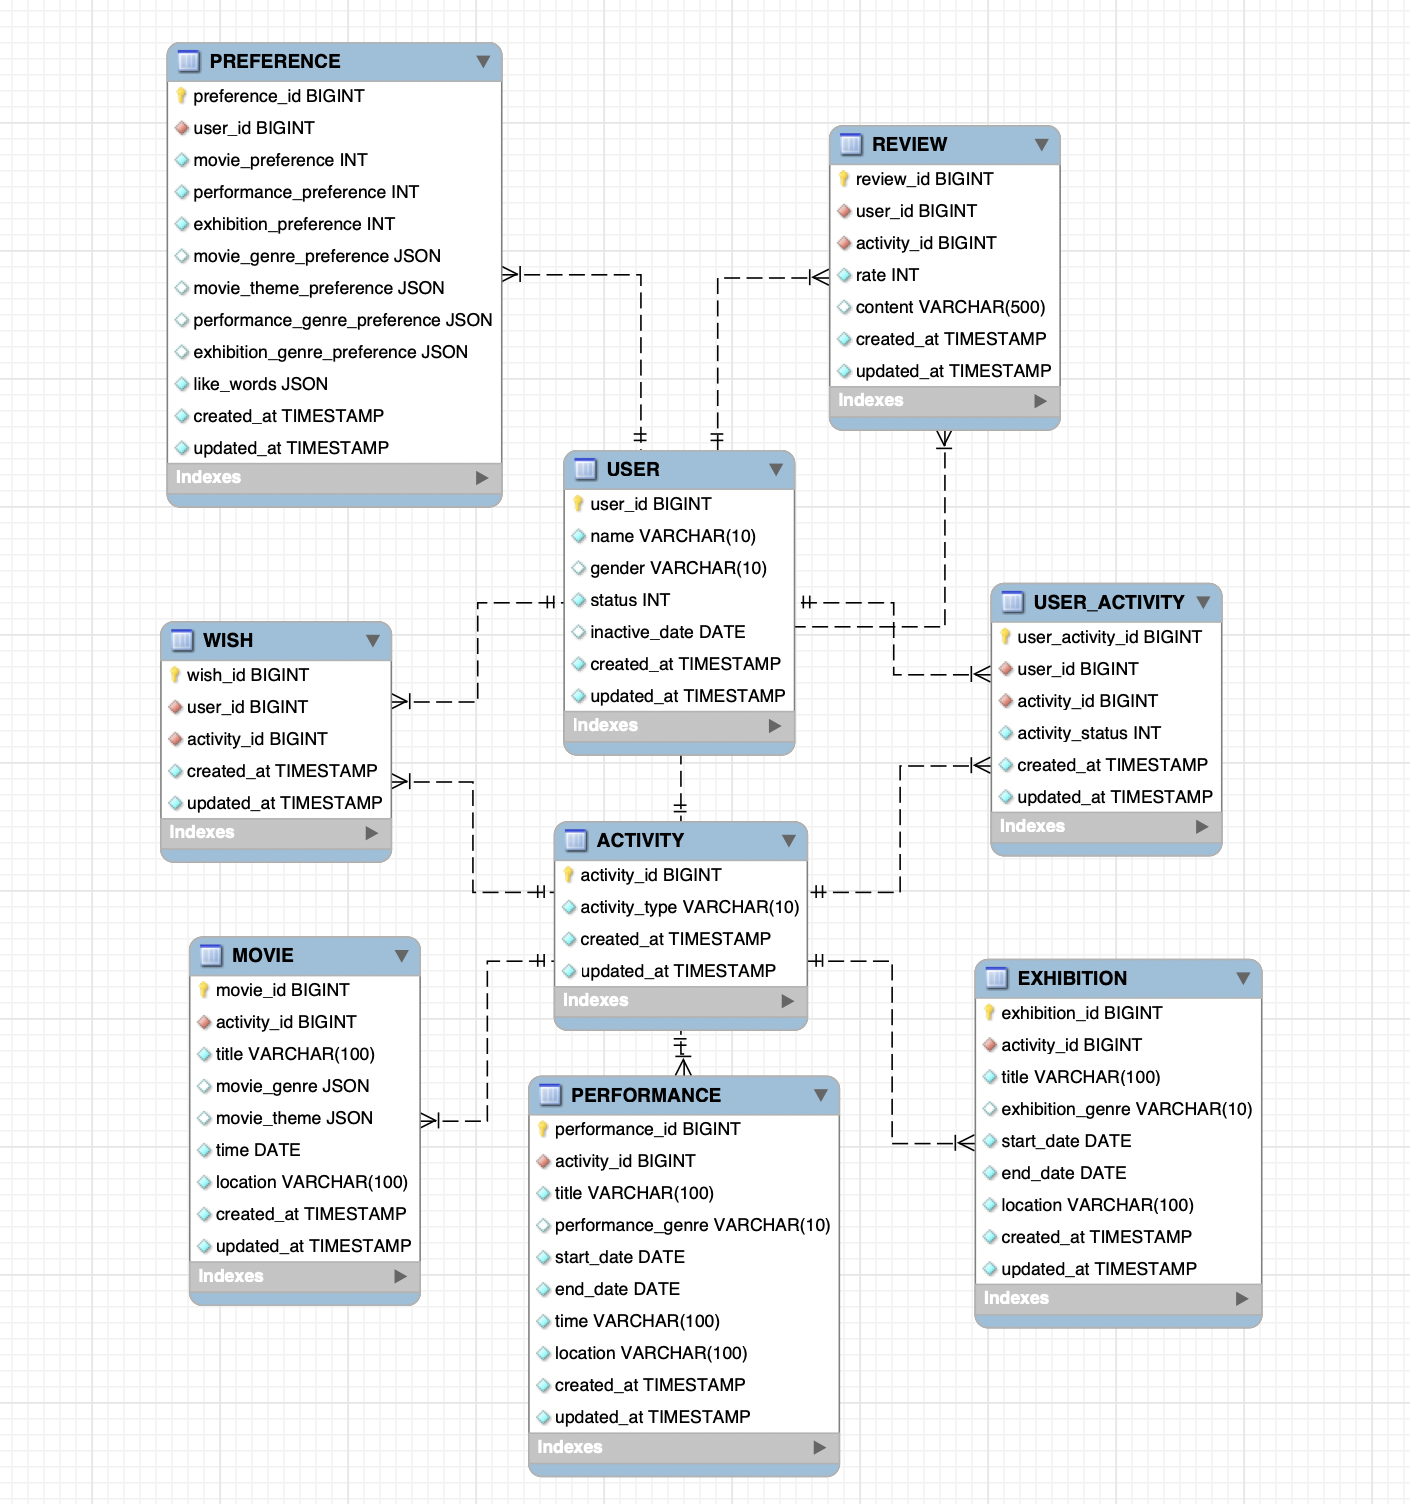 PREFERENCE
preference_id BIGINT
user_id BIGINT
movie_preference INT
performance_preference INT
exhibition_preference INT
movie_genre_preference JSON
movie_theme_preference JSON
performance_genre_preference JSON
exhibition_genre_preference JSON
like_words JSON
created_at TIMESTAMP
updated_at TIMESTAMP
Indexes
REVIEW
review_id BIGINT
user_id BIGINT
activity_id BIGINT
rate INT
content VARCHAR(500)
created_at TIMESTAMP
updated_at TIMESTAMP
Indexes
USER
user_id BIGINT
name VARCHAR(10)
gender VARCHAR(10)
status INT
inactive_date DATE
created_at TIMESTAMP
updated_at TIMESTAMP
Indexes
USER_ACTIVITY
user_activity_id BIGINT
user_id BIGINT
activity_id BIGINT
activity_status INT
created_at TIMESTAMP
updated_at TIMESTAMP
Indexes
WISH
wish_id BIGINT
user_id BIGINT
activity_id BIGINT
created_at TIMESTAMP
updated_at TIMESTAMP
Indexes
ACTIVITY
activity_id BIGINT
activity_type VARCHAR(10)
created_at TIMESTAMP
updated_at TIMESTAMP
Indexes
MOVIE
movie_id BIGINT
activity_id BIGINT
title VARCHAR(100)
movie_genre JSON
movie_theme JSON
time DATE
location VARCHAR(100)
created_at TIMESTAMP
updated_at TIMESTAMP
Indexes
EXHIBITION
exhibition_id BIGINT
activity_id BIGINT
title VARCHAR(100)
exhibition_genre VARCHAR(10)
start_date DATE
end_date DATE
location VARCHAR(100)
created_at TIMESTAMP
updated_at TIMESTAMP
Indexes
PERFORMANCE
performance_id BIGINT
activity_id BIGINT
title VARCHAR(100)
performance_genre VARCHAR(10)
start_date DATE
end_date DATE
time VARCHAR(100)
location VARCHAR(100)
created_at TIMESTAMP
updated_at TIMESTAMP
Indexes